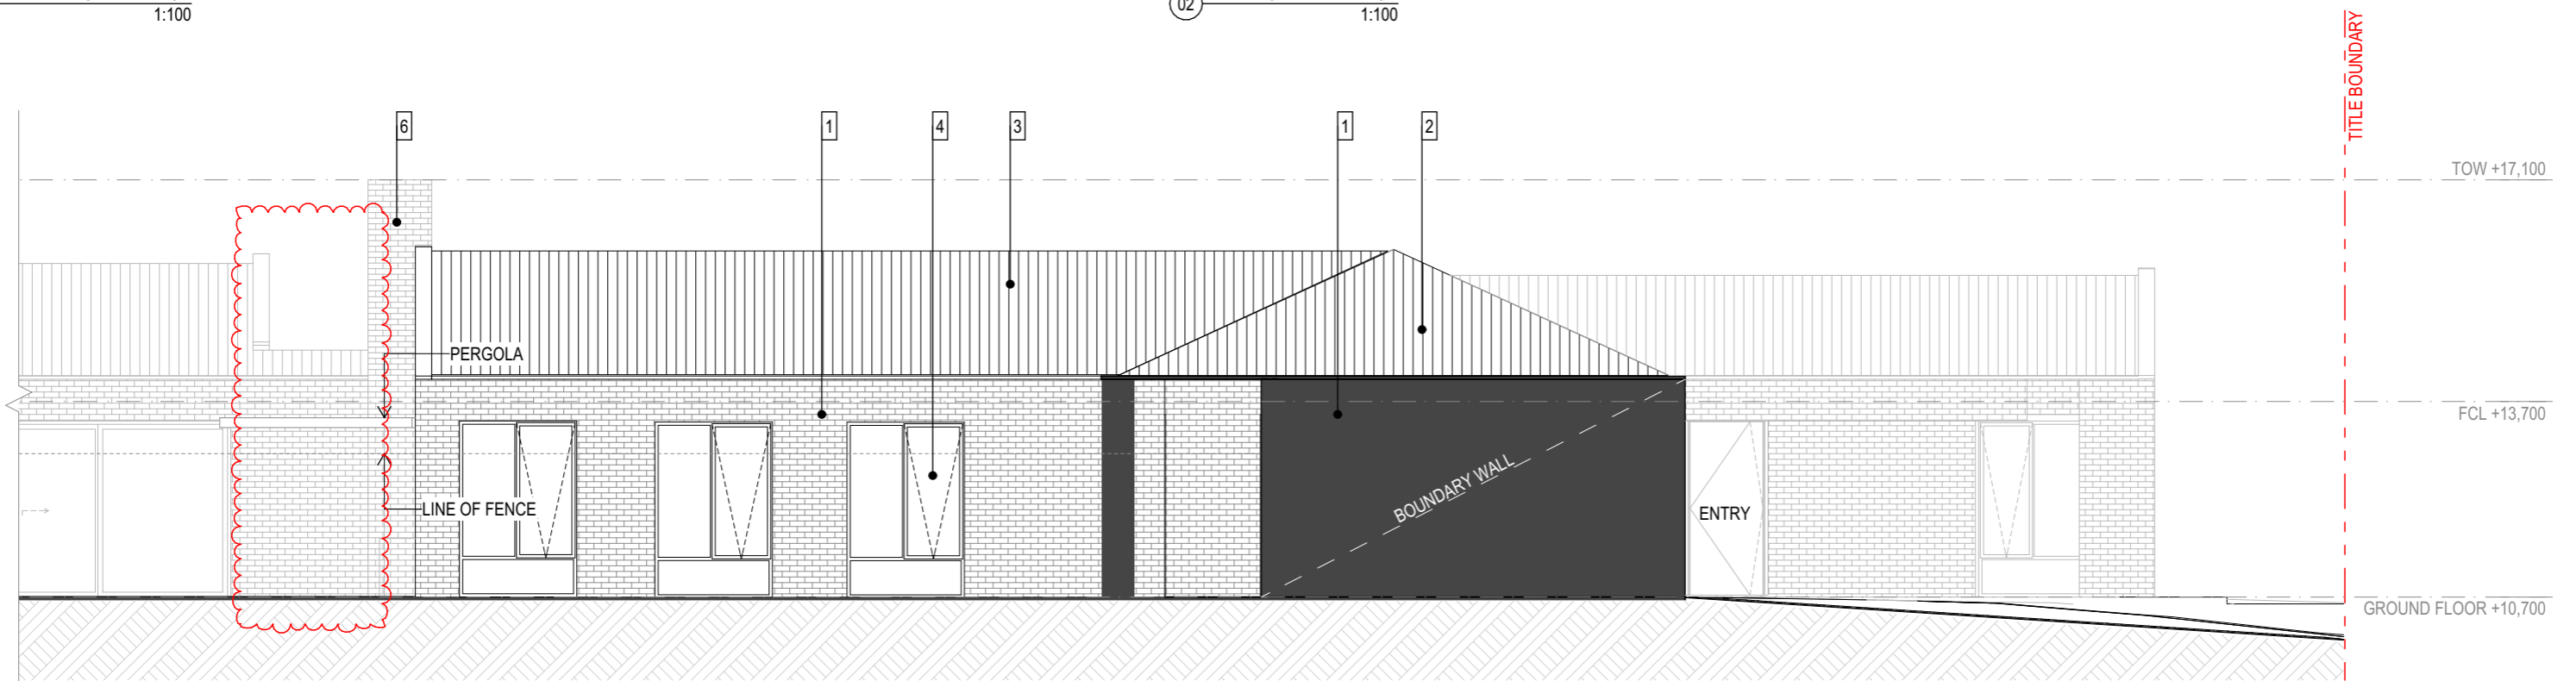 1:100
02
1:100
TITLE BOUNDARY
6
1
4
3
1
2
TOW +17,100
PERGOLA
FCL +13,700
BOUNDARY WALL
LINE OF FENCE
ENTRY
GROUND FLOOR +10,700